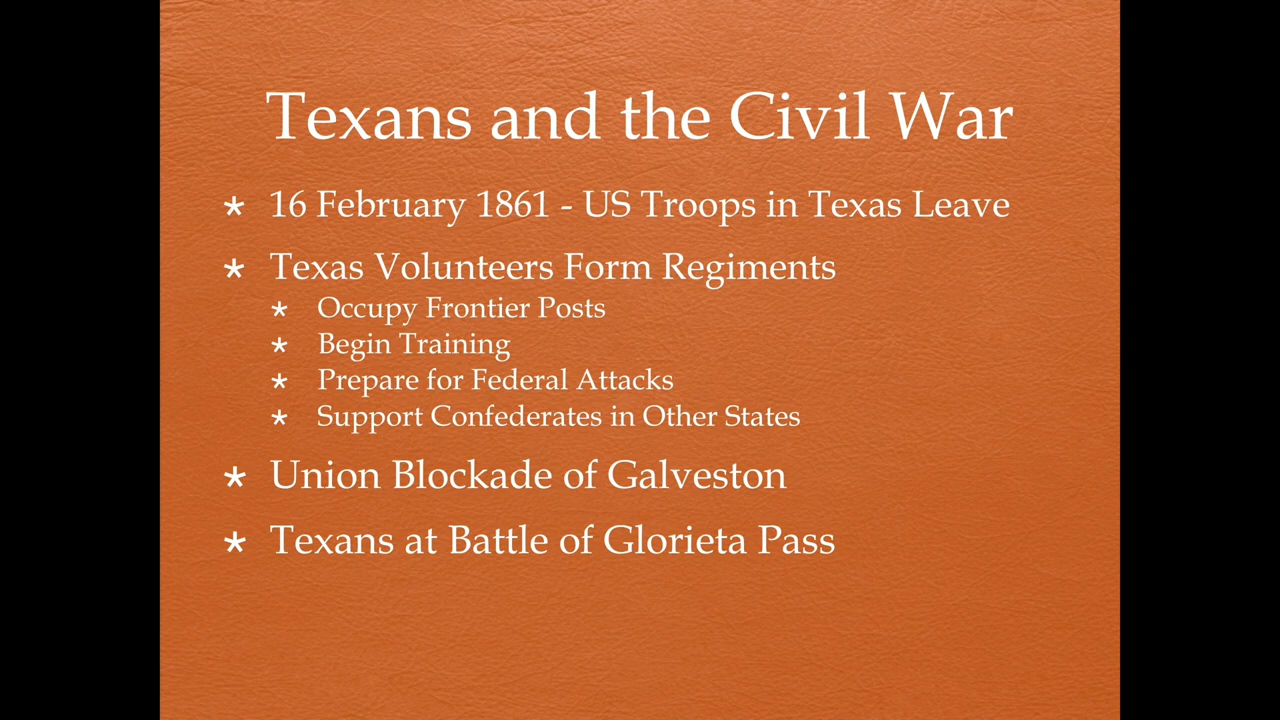 Texans and the Civil War
* 16 February 1861 - US Troops in Texas Leave
* Texas Volunteers Form Regiments
* Occupy Frontier Posts
* Begin Training
* Prepare for Federal Attacks
* Support Confederates in Other States
* Union Blockade of Galveston
* Texans at Battle of Glorieta Pass